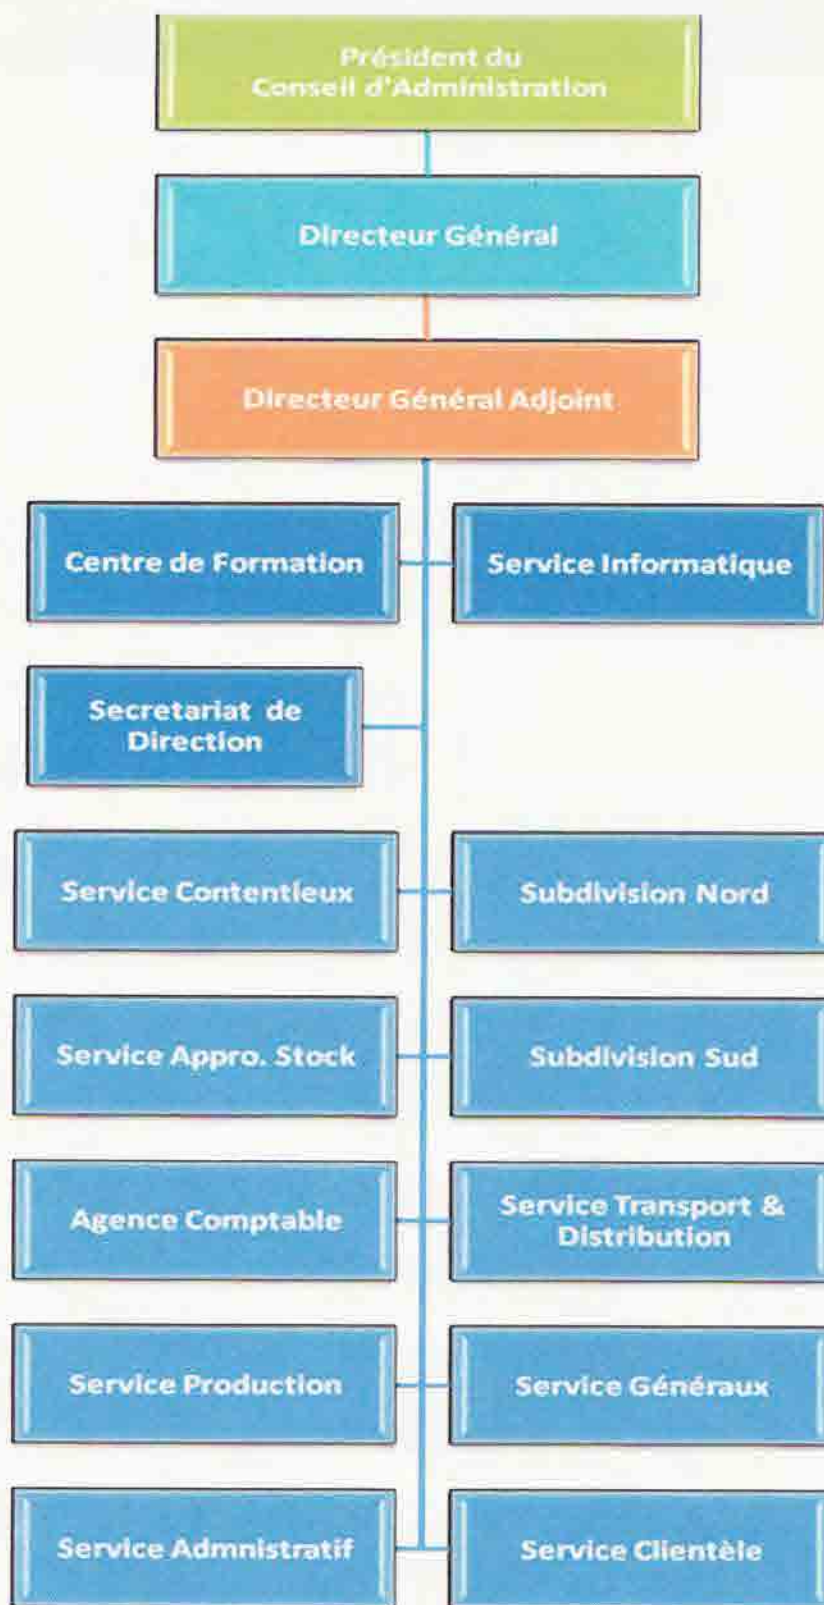 Président du
Conseil d'Administration
Directeur Général
Directeur Général Adjoint
Centre de Formation
Service Informatique
Secretariat de
Direction
Service Contentieux
Subdivision Nord
Service Appro. Stock
Subdivision Sud
Agence Comptable
Service Transport &
Distribution
Service Production
Service Généraux
Service Admnistratif
Service Clientèle